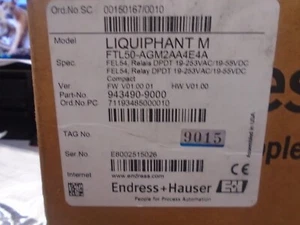 Ord.No.SC 00150167/0010
Model LIQUIPHANT M
FTL50-AGM2AA4E4A
Spec. FEL54, Relais DPDT 19-253VAC/19-55VDC
FEL54, Relay DPDT 19-253VAC/19-55VDC
Compact
Ver FW V01.00.01 HW V01.00
Part-No. 943490-9000
Ord.No.PC 71193485000010
TAG No. 9015
Ser.No. E8002515026
Internet www.endress.com
CE
Endress+Hauser EH
People for Process Automation